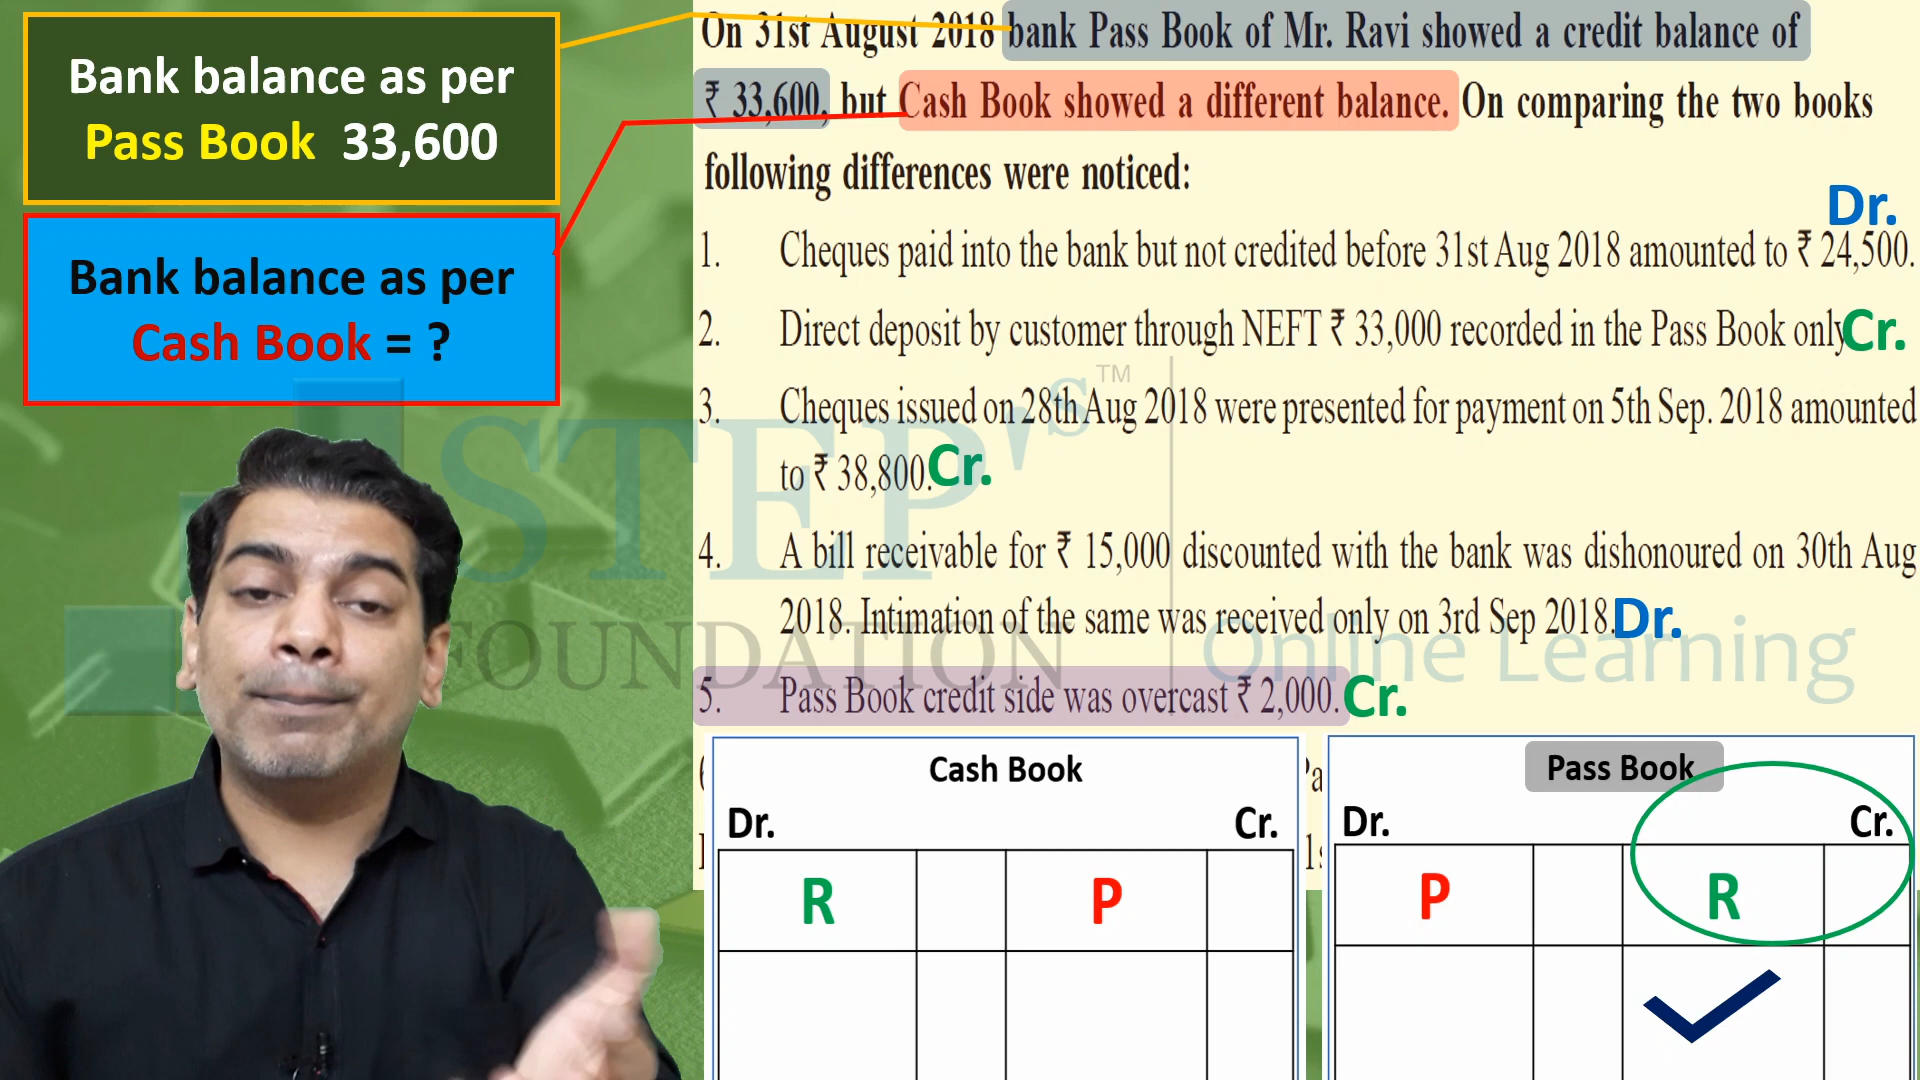 Bank balance as per
Pass Book 33,600
Bank balance as per
Cash Book = ?
On 31st August 2018 bank Pass Book of Mr. Ravi showed a credit balance of
₹ 33,600, but Cash Book showed a different balance. On comparing the two books
following differences were noticed:
Dr.
1. Cheques paid into the bank but not credited before 31st Aug 2018 amounted to ₹ 24,500.
2. Direct deposit by customer through NEFT ₹ 33,000 recorded in the Pass Book only Cr.
3. Cheques issued on 28th Aug 2018 were presented for payment on 5th Sep. 2018 amounted
to ₹ 38,800. Cr.
4. A bill receivable for ₹ 15,000 discounted with the bank was dishonoured on 30th Aug
2018. Intimation of the same was received only on 3rd Sep 2018. Dr.
5. Pass Book credit side was overcast ₹ 2,000. Cr.
STEP's TM
FOUNDATION Online Learning
Cash Book
Dr. Cr.
R P
Pass Book
Dr. Cr.
P R